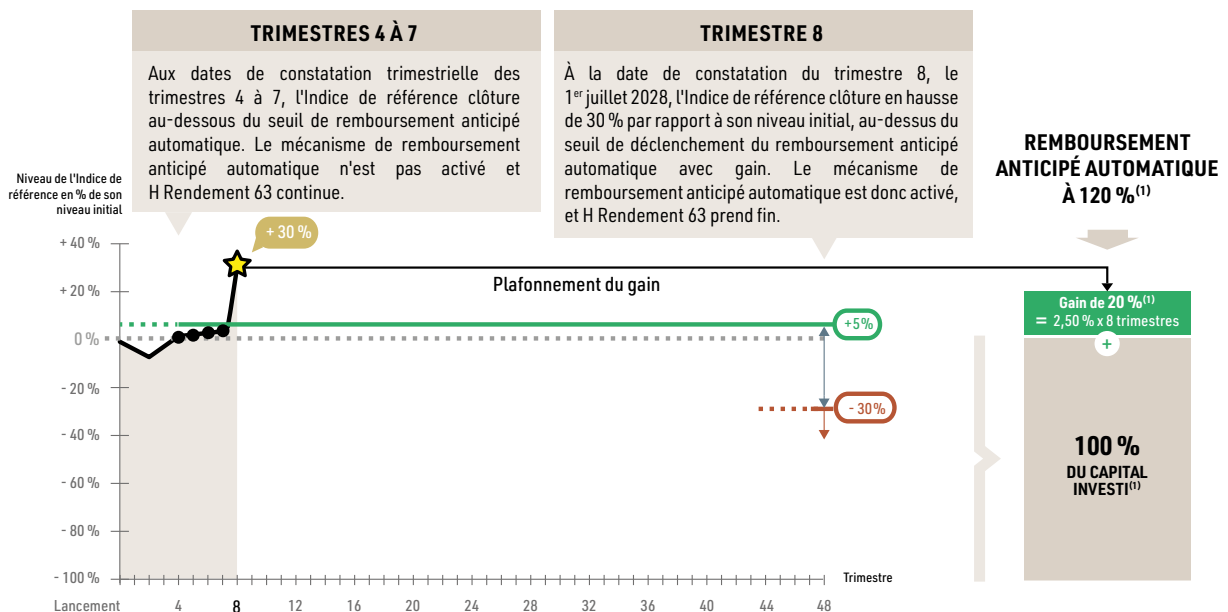 TRIMESTRES 4 À 7
Aux dates de constatation trimestrielle des
trimestres 4 à 7, l'Indice de référence clôture
au-dessous du seuil de remboursement anticipé
automatique. Le mécanisme de remboursement
anticipé automatique n'est pas activé et
H Rendement 63 continue.
TRIMESTRE 8
À la date de constatation du trimestre 8, le
1er juillet 2028, l'Indice de référence clôture en hausse
de 30 % par rapport à son niveau initial, au-dessus du
seuil de déclenchement du remboursement anticipé
automatique avec gain. Le mécanisme de
remboursement anticipé automatique est donc activé,
et H Rendement 63 prend fin.
REMBOURSEMENT
ANTICIPÉ AUTOMATIQUE
À 120 %(1)
Niveau de l'Indice de
référence en % de son
niveau initial
+ 30 %
+ 40 %
+ 20 %
0 %
- 20 %
- 40 %
- 60 %
- 80 %
- 100 %
Plafonnement du gain
+5%
- 30%
Gain de 20 %(1)
= 2,50 % x 8 trimestres
+
100 %
DU CAPITAL
INVESTI(1)
Trimestre
Lancement 4 8 12 16 20 24 28 32 36 40 44 48